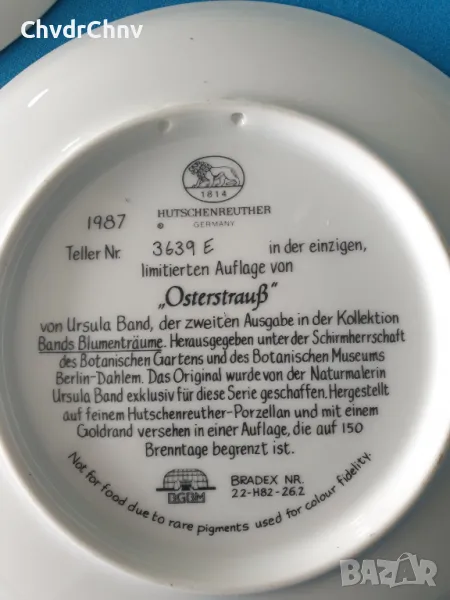 ChvdrChnv
1814
HUTSCHENREUTHER
GERMANY
1987
Teller Nr. 3639 E in der einzigen,
limitierten Auflage von
„Osterstrauß"
von Ursula Band, der zweiten Ausgabe in der Kollektion
Bands Blumenträume. Herausgegeben unter der Schirmherrschaft
des Botanischen Gartens und des Botanischen Museums
Berlin-Dahlem. Das Original wurde von der Naturmalerin
Ursula Band exklusiv für diese Serie geschaffen. Hergestellt
auf feinem Hutschenreuther-Porzellan und mit einem
Goldrand versehen in einer Auflage, die auf 150
Brenntage begrenzt ist.
BGBM
BRADEX NR.
22-H82-26.2
Not for food due to rare pigments used for colour fidelity.
BAZAR